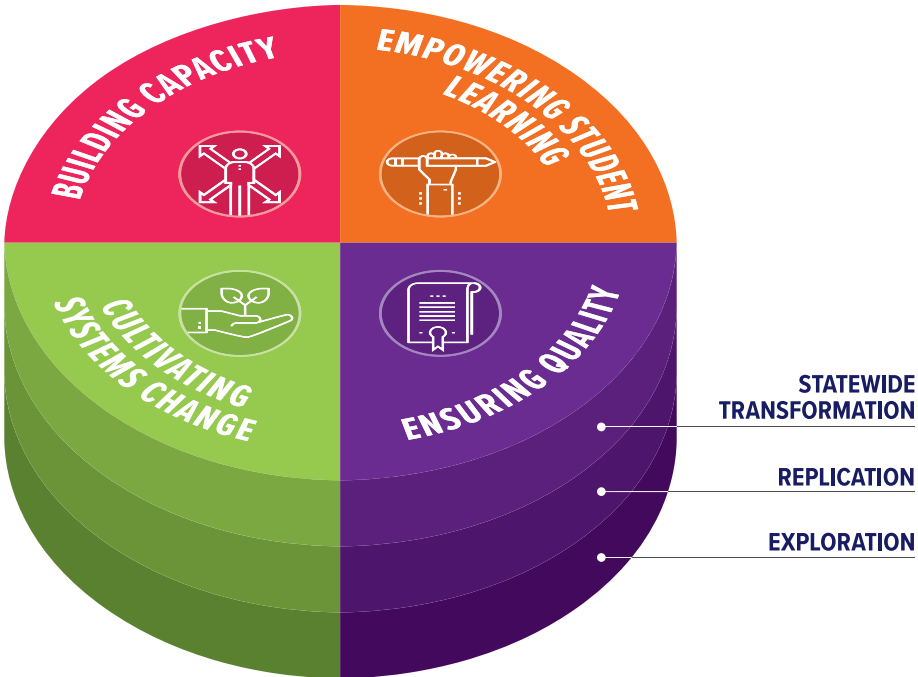 BUILDING CAPACITY
EMPOWERING STUDENT
LEARNING
CULTIVATING
SYSTEMS CHANGE
ENSURING QUALITY
STATEWIDE
TRANSFORMATION
REPLICATION
EXPLORATION